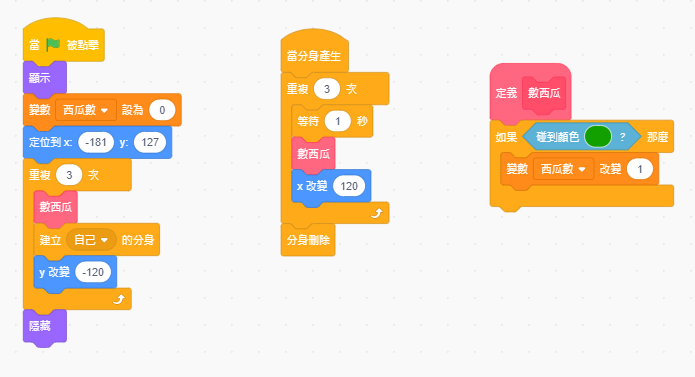 當 被點擊
顯示
變數 西瓜數 設為 0
定位到 x: -181 y: 127
重複 3 次
數西瓜
建立 自己 的分身
y 改變 -120
隱藏
當分身產生
重複 3 次
等待 1 秒
數西瓜
x 改變 120
分身刪除
定義 數西瓜
如果 碰到顏色 ? 那麼
變數 西瓜數 改變 1